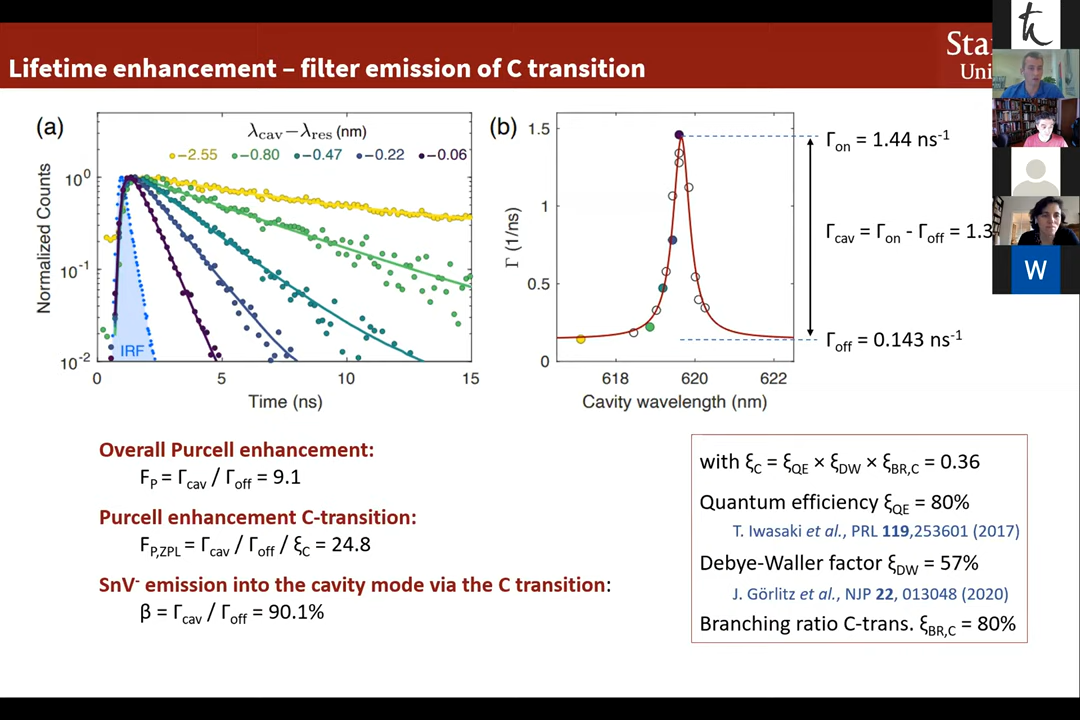 Sta
Uni
Lifetime enhancement – filter emission of C transition
(a)
λcav−λres (nm)
−2.55 −0.80 −0.47 −0.22 −0.06
Normalized Counts
10⁰
10⁻¹
10⁻²
IRF
0 5 10 15
Time (ns)
(b)
Γ (1/ns)
1.5
1
0.5
0
618 620 622
Cavity wavelength (nm)
Γon = 1.44 ns⁻¹
Γcav = Γon - Γoff = 1.3
Γoff = 0.143 ns⁻¹
W
Overall Purcell enhancement:
FP = Γcav / Γoff = 9.1
Purcell enhancement C-transition:
FP,ZPL = Γcav / Γoff / ξC = 24.8
SnV⁻ emission into the cavity mode via the C transition:
β = Γcav / Γoff = 90.1%
with ξC = ξQE × ξDW × ξBR,C = 0.36
Quantum efficiency ξQE = 80%
T. Iwasaki et al., PRL 119,253601 (2017)
Debye-Waller factor ξDW = 57%
J. Görlitz et al., NJP 22, 013048 (2020)
Branching ratio C-trans. ξBR,C = 80%